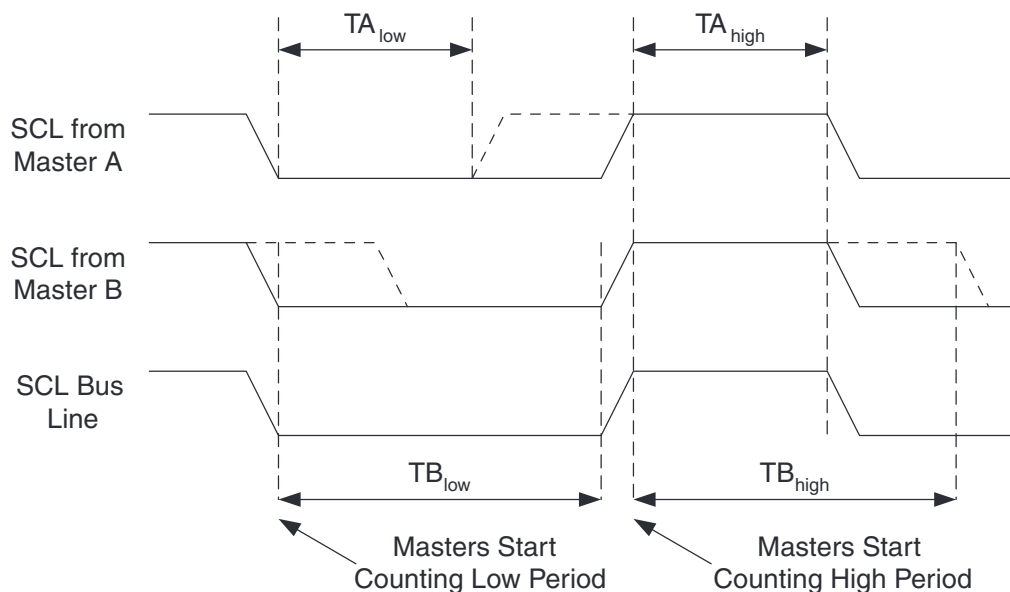 TA low
TA high
SCL from
Master A
SCL from
Master B
SCL Bus
Line
TB low
TB high
Masters Start
Counting Low Period
Masters Start
Counting High Period